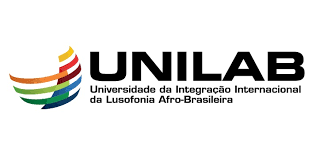 UNILAB
Universidade da Integração Internacional
da Lusofonia Afro-Brasileira